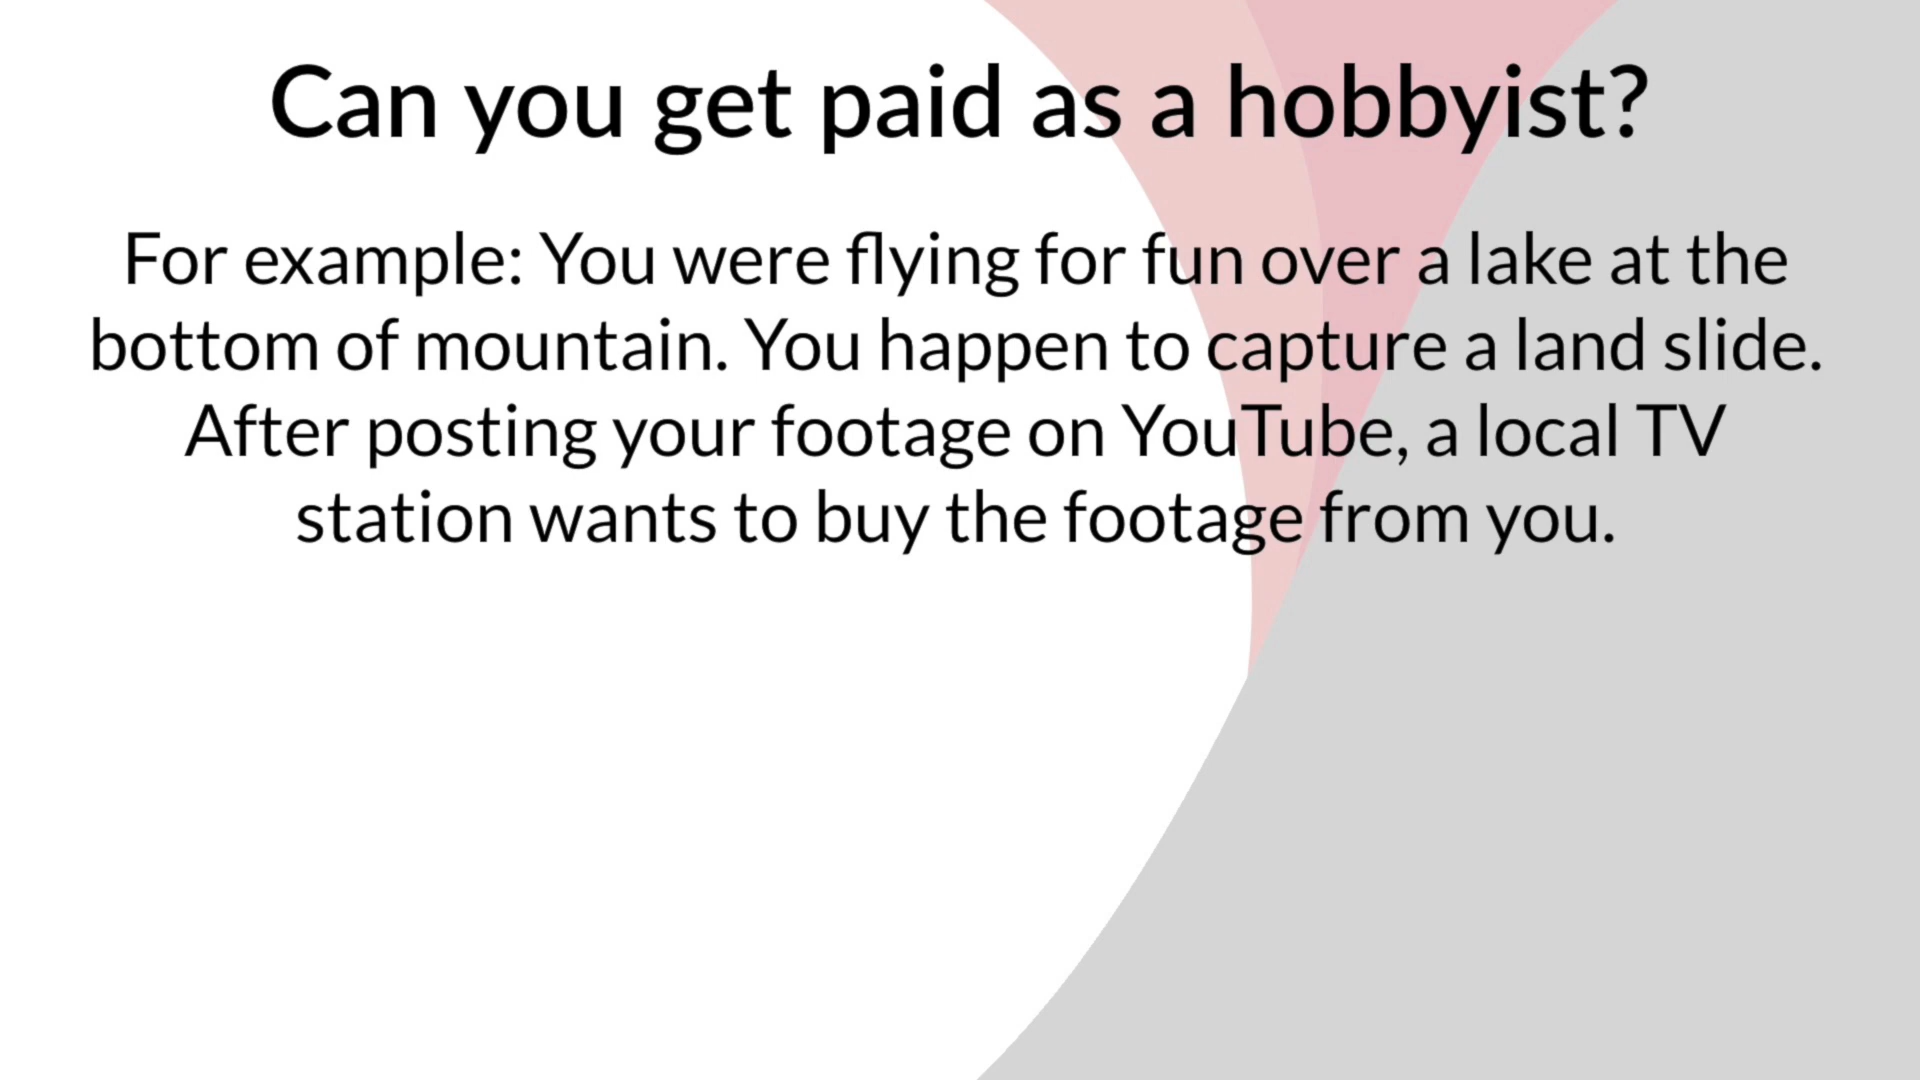 Can you get paid as a hobbyist?
For example: You were flying for fun over a lake at the
bottom of mountain. You happen to capture a land slide.
After posting your footage on YouTube, a local TV
station wants to buy the footage from you.